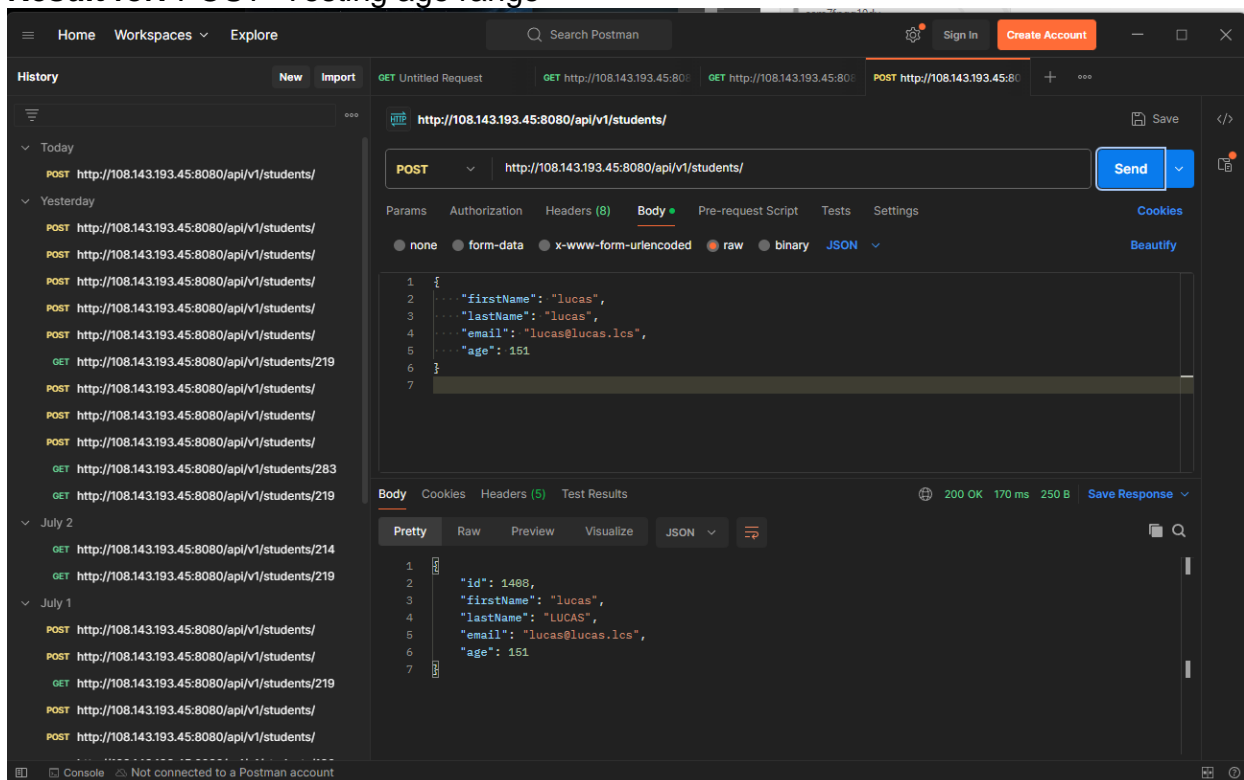 POST Testing age range
Home Workspaces Explore
Search Postman
Sign In
Create Account
History
New Import
GET Untitled Request
GET http://108.143.193.45:808
GET http://108.143.193.45:808
POST http://108.143.193.45:80
HTTP http://108.143.193.45:8080/api/v1/students/
Save
Today
POST http://108.143.193.45:8080/api/v1/students/
Yesterday
POST http://108.143.193.45:8080/api/v1/students/
POST http://108.143.193.45:8080/api/v1/students/
POST http://108.143.193.45:8080/api/v1/students/
POST http://108.143.193.45:8080/api/v1/students/
POST http://108.143.193.45:8080/api/v1/students/
GET http://108.143.193.45:8080/api/v1/students/219
POST http://108.143.193.45:8080/api/v1/students/
POST http://108.143.193.45:8080/api/v1/students/
POST http://108.143.193.45:8080/api/v1/students/
GET http://108.143.193.45:8080/api/v1/students/283
GET http://108.143.193.45:8080/api/v1/students/219
July 2
GET http://108.143.193.45:8080/api/v1/students/214
GET http://108.143.193.45:8080/api/v1/students/219
July 1
POST http://108.143.193.45:8080/api/v1/students/
POST http://108.143.193.45:8080/api/v1/students/
GET http://108.143.193.45:8080/api/v1/students/219
POST http://108.143.193.45:8080/api/v1/students/
POST http://108.143.193.45:8080/api/v1/students/
POST http://108.143.193.45:8080/api/v1/students/
Send
Params Authorization Headers (8) Body Pre-request Script Tests Settings
Cookies
none form-data x-www-form-urlencoded raw binary JSON
Beautify
1 {
2 "firstName": "lucas",
3 "lastName": "lucas",
4 "email": "lucas@lucas.lcs",
5 "age": 151
6 }
7
Body Cookies Headers (5) Test Results
200 OK 170 ms 250 B Save Response
Pretty Raw Preview Visualize JSON
1 {
2 "id": 1408,
3 "firstName": "lucas",
4 "lastName": "LUCAS",
5 "email": "lucas@lucas.lcs",
6 "age": 151
7 }
Console Not connected to a Postman account